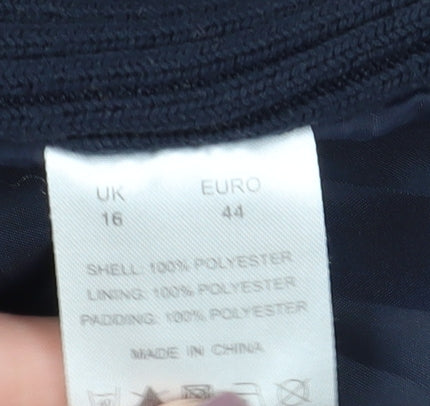 UK EURO
16 44
SHELL: 100% POLYESTER
LINING: 100% POLYESTER
PADDING: 100% POLYESTER
MADE IN CHINA